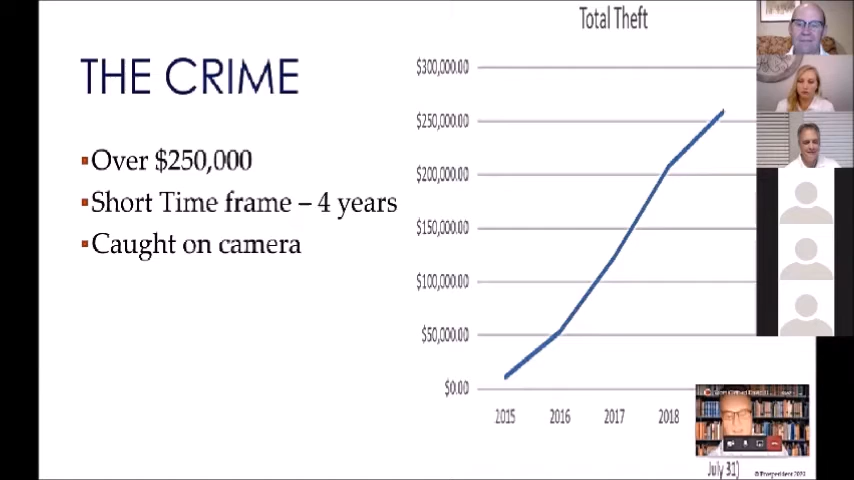 THE CRIME
▪Over $250,000
▪Short Time frame – 4 years
▪Caught on camera
Total Theft
$300,000.00
$250,000.00
$200,000.00
$150,000.00
$100,000.00
$50,000.00
$0.00
2015
2016
2017
2018
July 31)